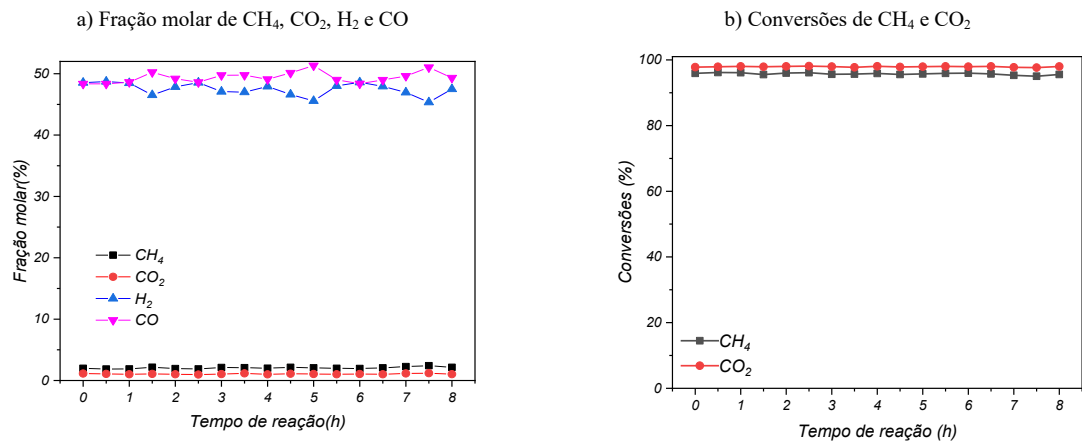 a) Fração molar de CH₄, CO₂, H₂ e CO
50
40
30
20
10
0
Fração molar(%)
CH₄
CO₂
H₂
CO
0 1 2 3 4 5 6 7 8
Tempo de reação(h)
b) Conversões de CH₄ e CO₂
100
80
60
40
20
0
Conversões (%)
CH₄
CO₂
0 1 2 3 4 5 6 7 8
Tempo de reação (h)